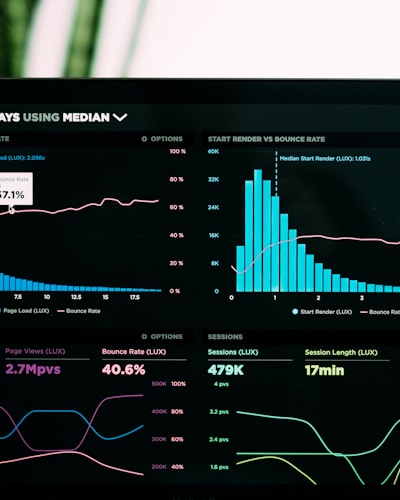 AYS USING MEDIAN
ATE
OPTIONS
START RENDER VS BOUNCE RATE
oad (LUX): 2.056s
100 %
Bounce Rate
57.1%
80 %
60 %
40 %
20 %
0 %
7.5 10 12.5 15 17.5
Page Load (LUX) Bounce Rate
40K
Median Start Render (LUX): 1.031s
32K
24K
16K
8K
0
0 1 2 3
Start Render (LUX) Bounce Rate
OPTIONS
SESSIONS
Page Views (LUX)
2.7Mpvs
Bounce Rate (LUX)
40.6%
500K 100%
400K 80%
300K 60%
200K 40%
Sessions (LUX)
479K
Session Length (LUX)
17min
4 pvs
3.2 pvs
2.4 pvs
1.6 pvs